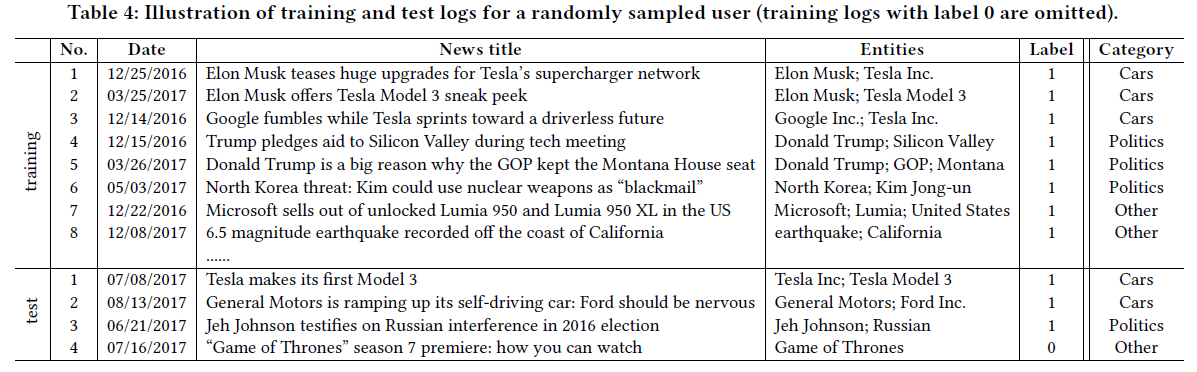 Table 4: Illustration of training and test logs for a randomly sampled user (training logs with label 0 are omitted).
No. Date News title Entities Label Category
training
1 12/25/2016 Elon Musk teases huge upgrades for Tesla's supercharger network Elon Musk; Tesla Inc. 1 Cars
2 03/25/2017 Elon Musk offers Tesla Model 3 sneak peek Elon Musk; Tesla Model 3 1 Cars
3 12/14/2016 Google fumbles while Tesla sprints toward a driverless future Google Inc.; Tesla Inc. 1 Cars
4 12/15/2016 Trump pledges aid to Silicon Valley during tech meeting Donald Trump; Silicon Valley 1 Politics
5 03/26/2017 Donald Trump is a big reason why the GOP kept the Montana House seat Donald Trump; GOP; Montana 1 Politics
6 05/03/2017 North Korea threat: Kim could use nuclear weapons as “blackmail” North Korea; Kim Jong-un 1 Politics
7 12/22/2016 Microsoft sells out of unlocked Lumia 950 and Lumia 950 XL in the US Microsoft; Lumia; United States 1 Other
8 12/08/2017 6.5 magnitude earthquake recorded off the coast of California earthquake; California 1 Other
......
test
1 07/08/2017 Tesla makes its first Model 3 Tesla Inc; Tesla Model 3 1 Cars
2 08/13/2017 General Motors is ramping up its self-driving car: Ford should be nervous General Motors; Ford Inc. 1 Cars
3 06/21/2017 Jeh Johnson testifies on Russian interference in 2016 election Jeh Johnson; Russian 1 Politics
4 07/16/2017 “Game of Thrones” season 7 premiere: how you can watch Game of Thrones 0 Other